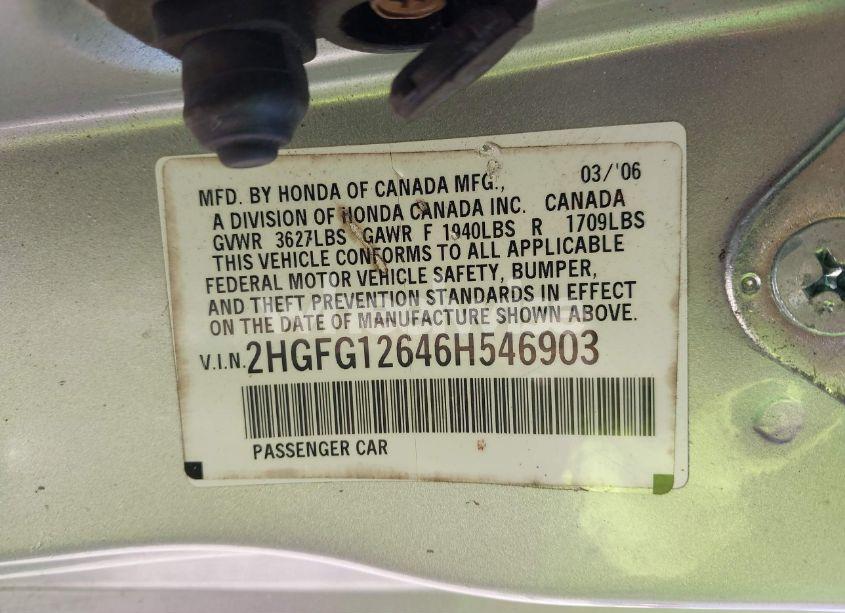 03/'06
MFD. BY HONDA OF CANADA MFG.,
A DIVISION OF HONDA CANADA INC. CANADA
GVWR 3627LBS GAWR F 1940LBS R 1709LBS
THIS VEHICLE CONFORMS TO ALL APPLICABLE
FEDERAL MOTOR VEHICLE SAFETY, BUMPER,
AND THEFT PREVENTION STANDARDS IN EFFECT
ON THE DATE OF MANUFACTURE SHOWN ABOVE.
V.I.N. 2HGFG12646H546903
PASSENGER CAR